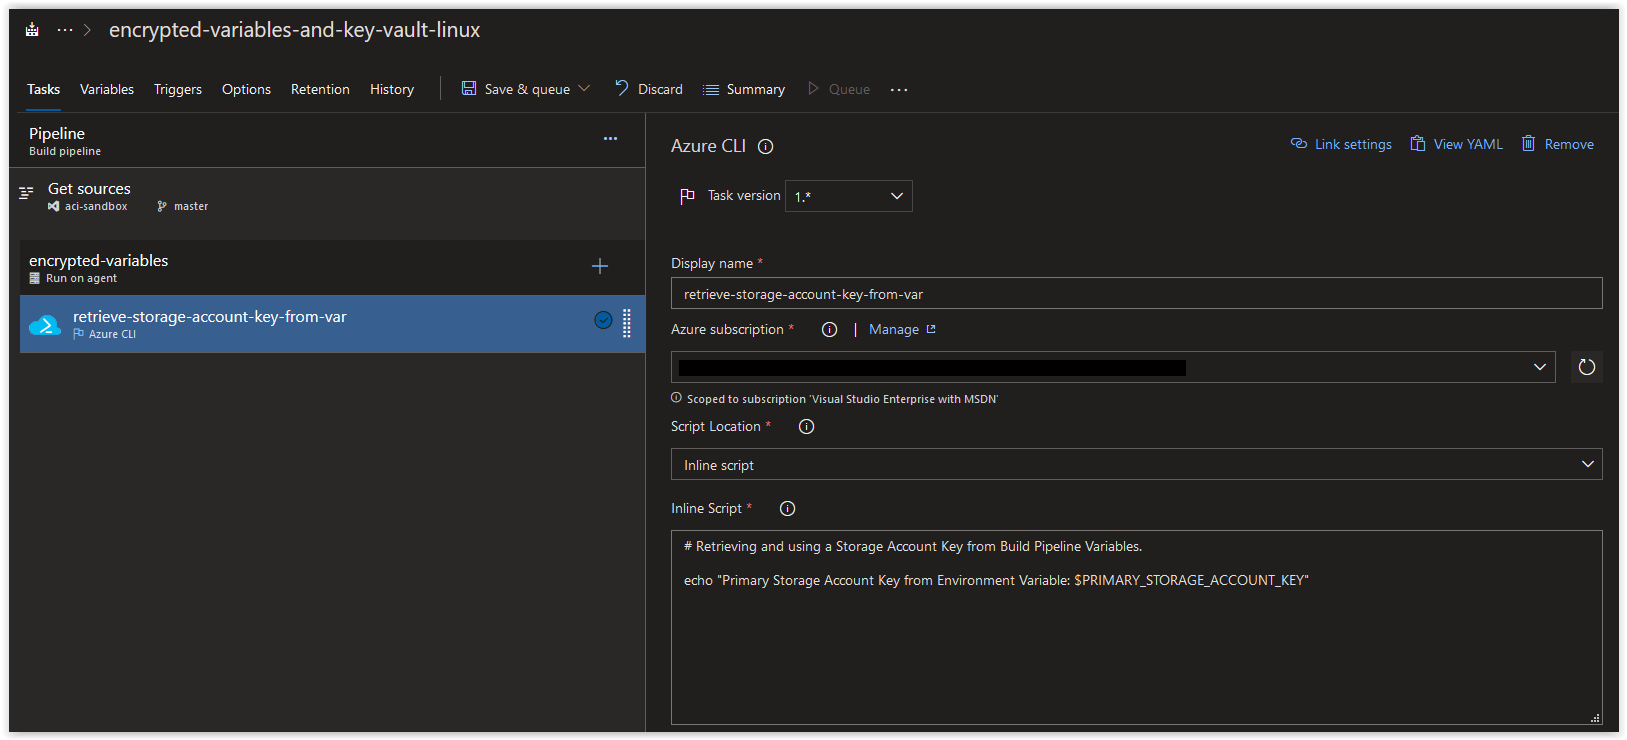 encrypted-variables-and-key-vault-linux
Tasks Variables Triggers Options Retention History Save & queue Discard Summary Queue
Pipeline
Build pipeline
Get sources
aci-sandbox master
encrypted-variables
Run on agent
retrieve-storage-account-key-from-var
Azure CLI
Azure CLI
Link settings View YAML Remove
Task version 1.*
Display name *
retrieve-storage-account-key-from-var
Azure subscription * | Manage
Scoped to subscription 'Visual Studio Enterprise with MSDN'
Script Location *
Inline script
Inline Script *
# Retrieving and using a Storage Account Key from Build Pipeline Variables.
echo "Primary Storage Account Key from Environment Variable: $PRIMARY_STORAGE_ACCOUNT_KEY"